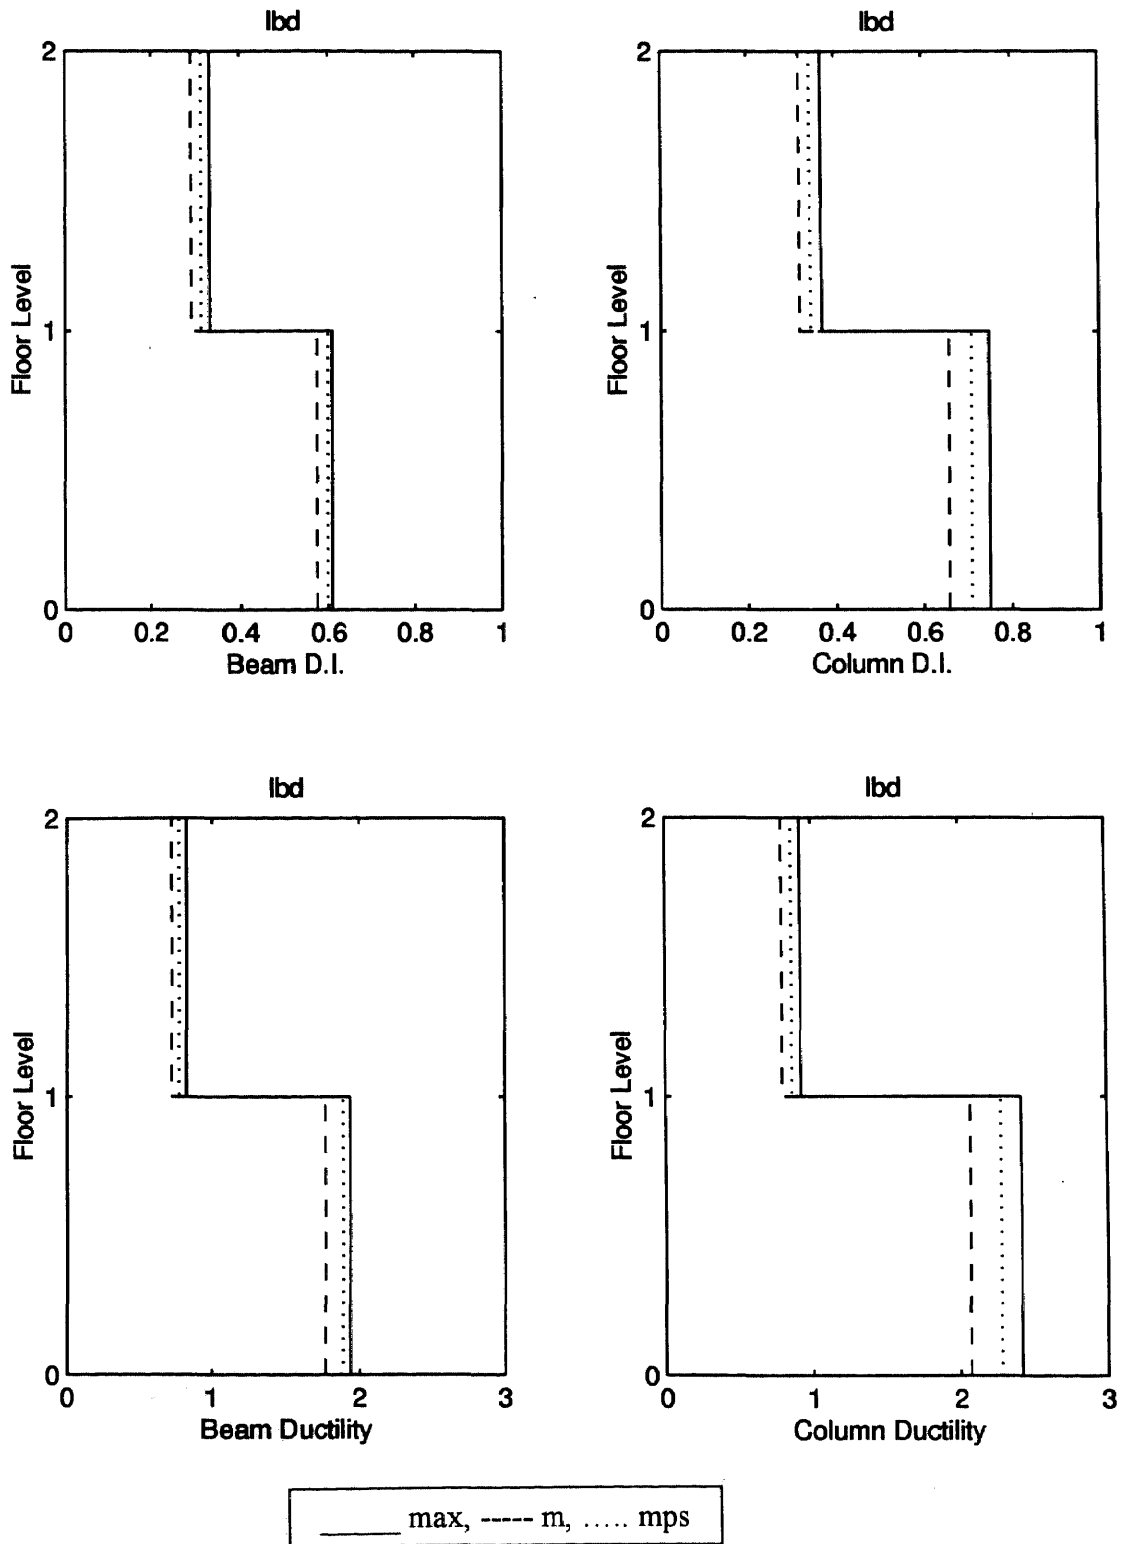 lbd
2
1
0
Floor Level
0 0.2 0.4 0.6 0.8 1
Beam D.I.
lbd
2
1
0
Floor Level
0 0.2 0.4 0.6 0.8 1
Column D.I.
lbd
2
1
0
Floor Level
0 1 2 3
Beam Ductility
lbd
2
1
0
Floor Level
0 1 2 3
Column Ductility
_____ max, ----- m, ..... mps